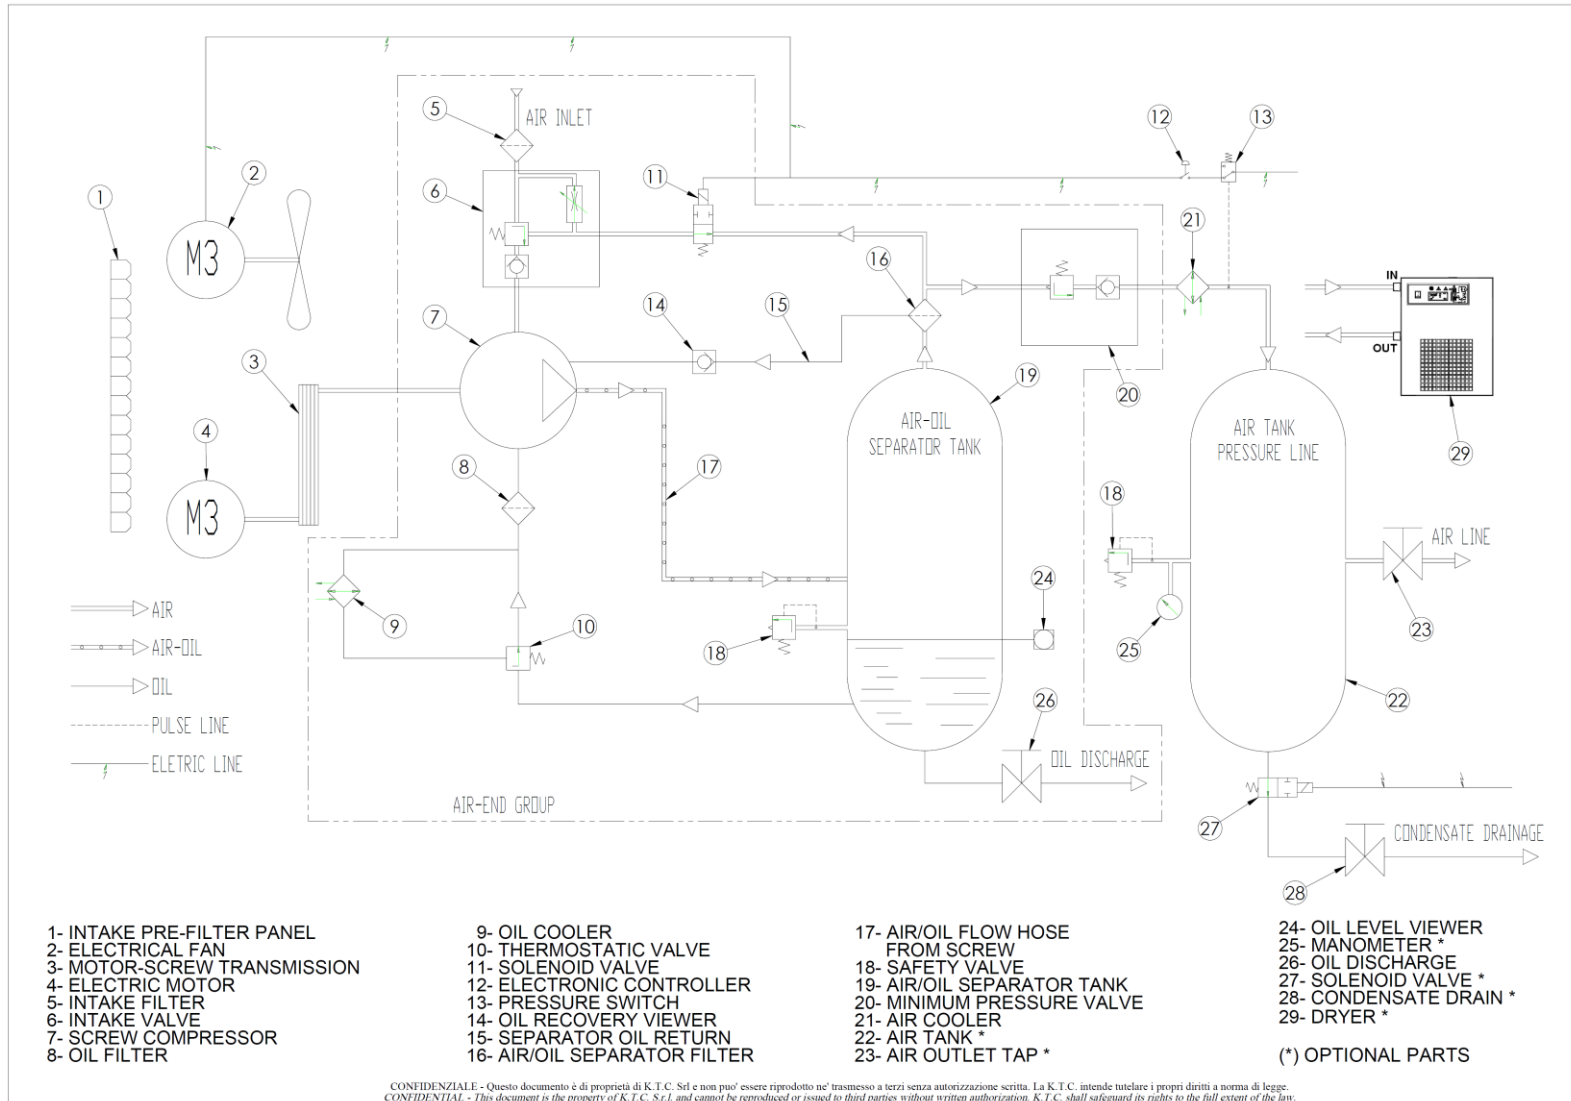 12
13
5
AIR INLET
2
11
6
1
M3
21
16
IN
7
14
15
OUT
3
19
20
AIR-OIL
SEPARATOR TANK
AIR TANK
PRESSURE LINE
4
29
8
17
M3
18
AIR LINE
24
AIR
9
10
23
AIR-OIL
18
25
OIL
26
22
PULSE LINE
OIL DISCHARGE
ELETRIC LINE
AIR-END GROUP
27
CONDENSATE DRAINAGE
28
1- INTAKE PRE-FILTER PANEL
2- ELECTRICAL FAN
3- MOTOR-SCREW TRANSMISSION
4- ELECTRIC MOTOR
5- INTAKE FILTER
6- INTAKE VALVE
7- SCREW COMPRESSOR
8- OIL FILTER
9- OIL COOLER
10- THERMOSTATIC VALVE
11- SOLENOID VALVE
12- ELECTRONIC CONTROLLER
13- PRESSURE SWITCH
14- OIL RECOVERY VIEWER
15- SEPARATOR OIL RETURN
16- AIR/OIL SEPARATOR FILTER
17- AIR/OIL FLOW HOSE
FROM SCREW
18- SAFETY VALVE
19- AIR/OIL SEPARATOR TANK
20- MINIMUM PRESSURE VALVE
21- AIR COOLER
22- AIR TANK *
23- AIR OUTLET TAP *
24- OIL LEVEL VIEWER
25- MANOMETER *
26- OIL DISCHARGE
27- SOLENOID VALVE *
28- CONDENSATE DRAIN *
29- DRYER *
(*) OPTIONAL PARTS
CONFIDENZIALE - Questo documento è di proprietà di K.T.C. Srl e non puo' essere riprodotto ne' trasmesso a terzi senza autorizzazione scritta. La K.T.C. intende tutelare i propri diritti a norma di legge.
CONFIDENTIAL - This document is the property of K.T.C. S.r.l. and cannot be reproduced or issued to third parties without written authorization. K.T.C. shall safeguard its rights to the full extent of the law.